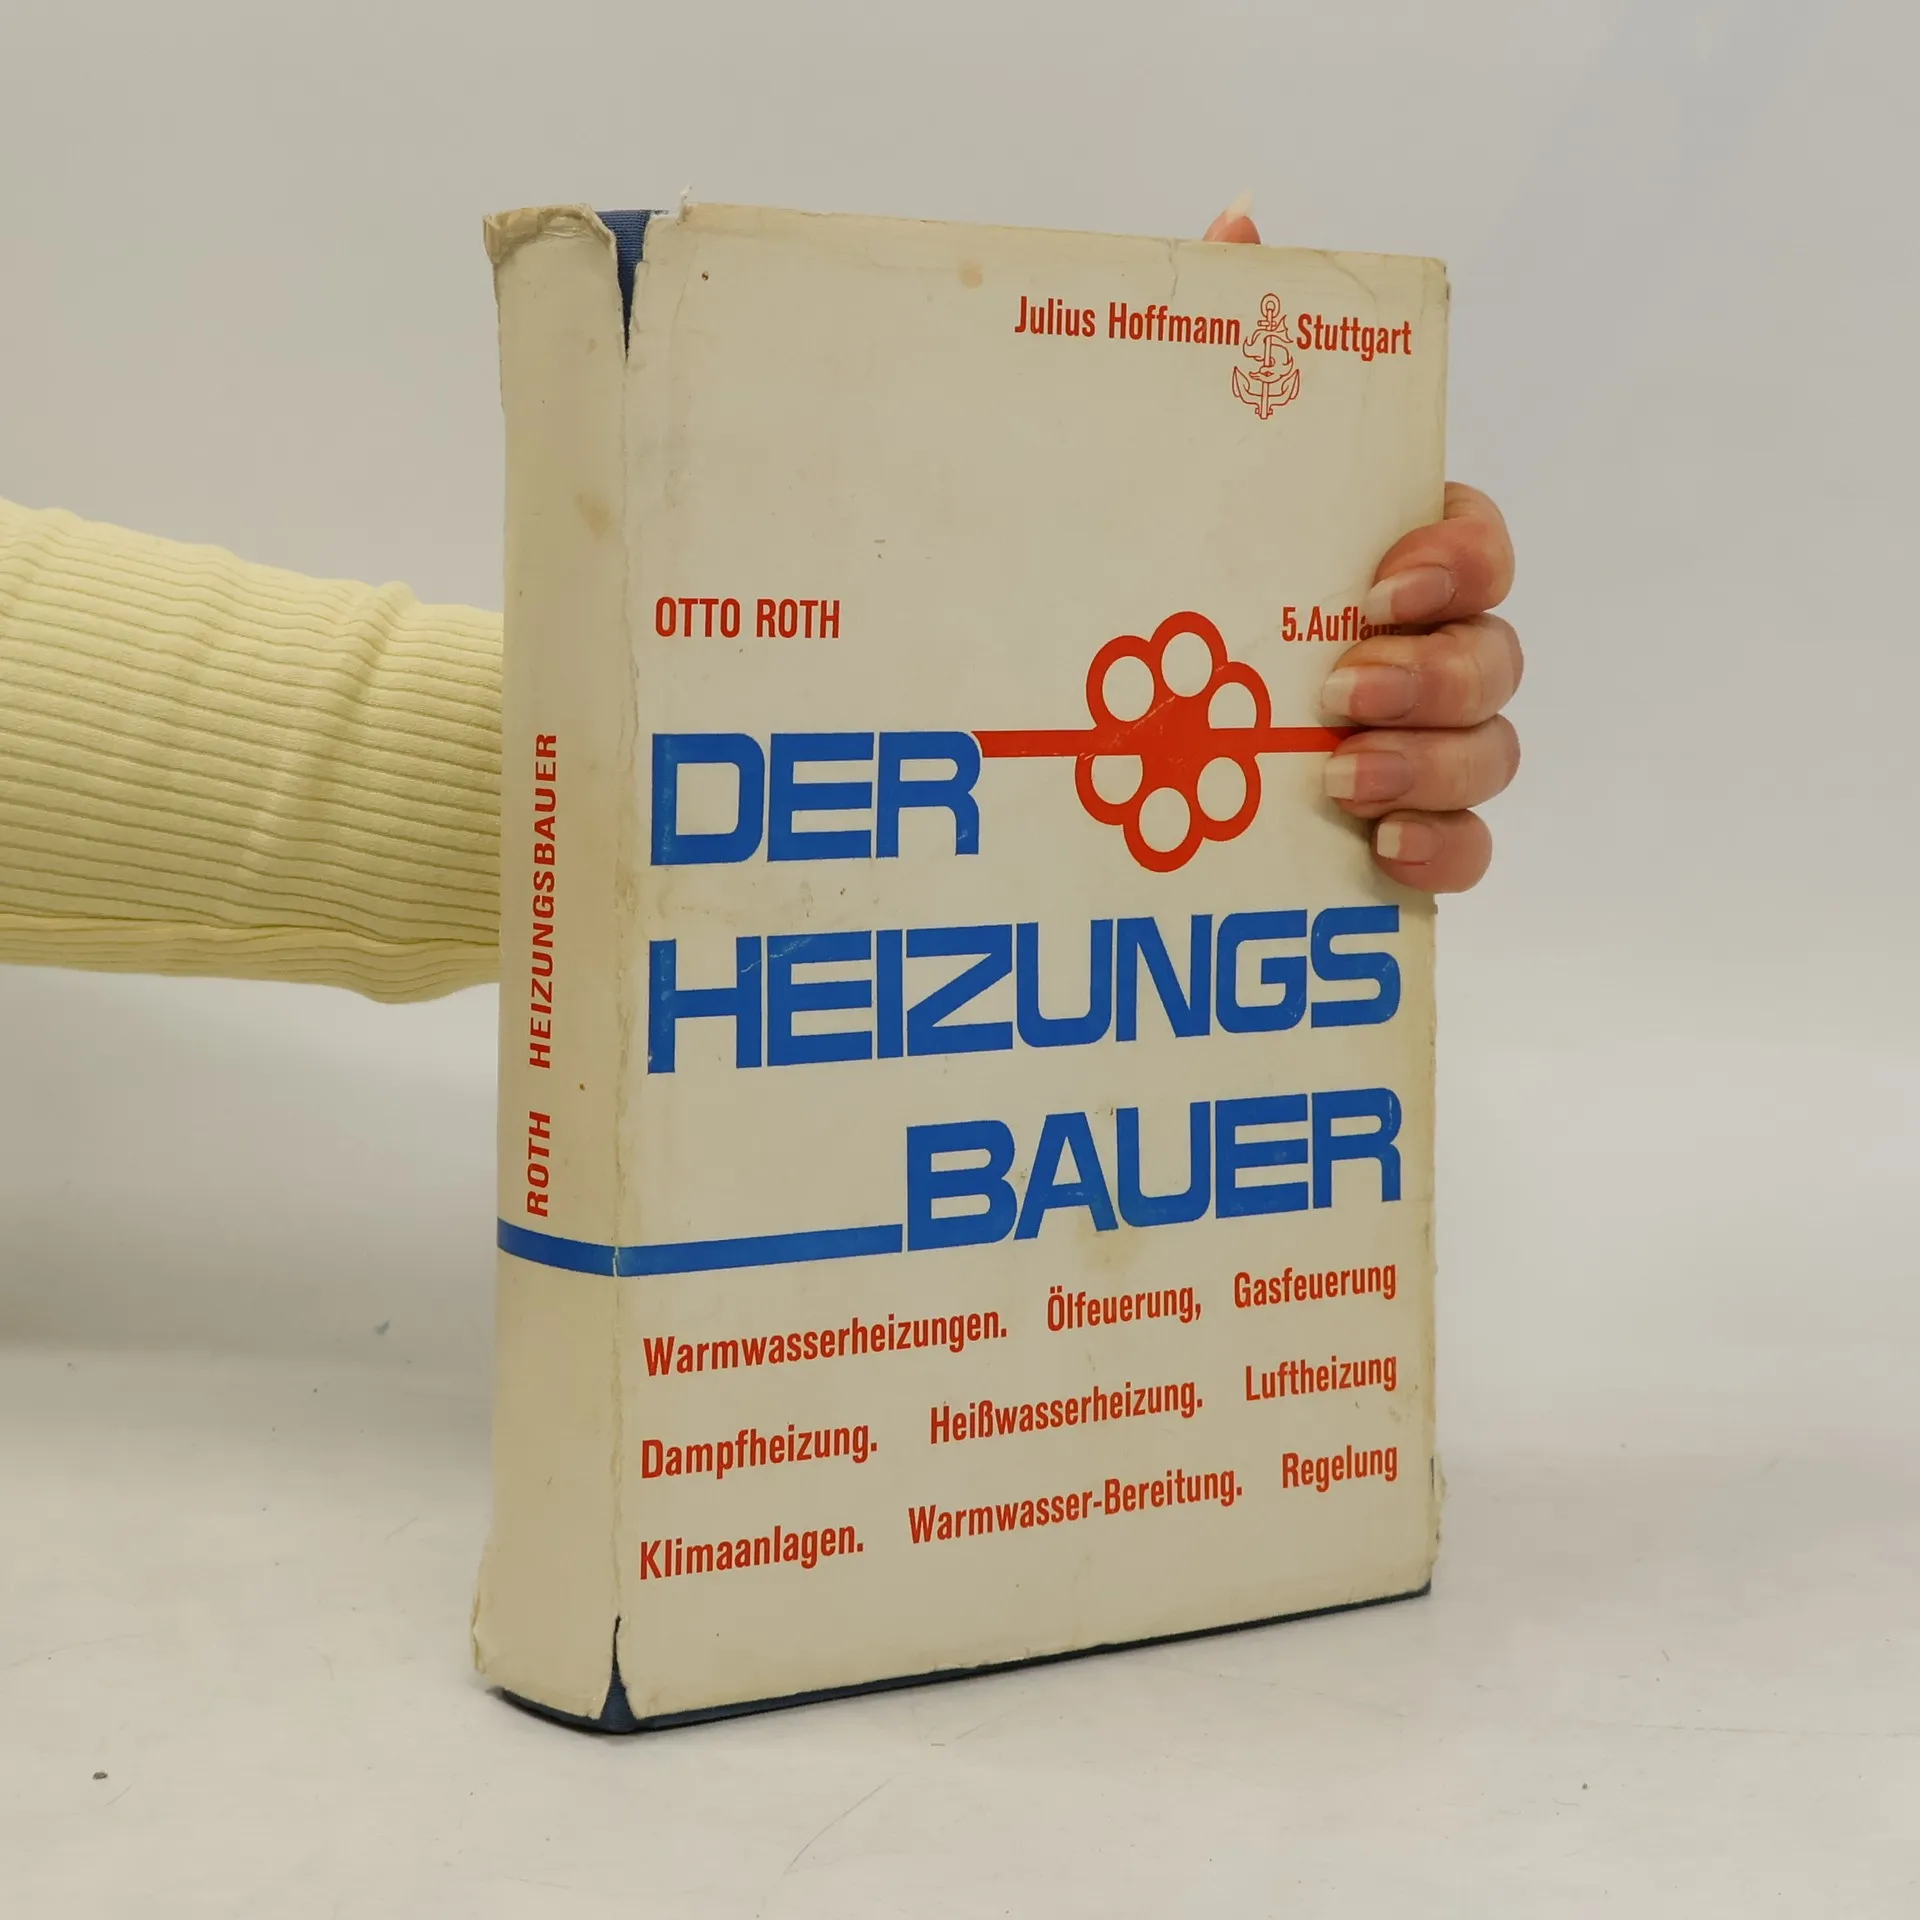 Julius Hoffmann Stuttgart
OTTO ROTH
5. Auflage
DER
HEIZUNGS
BAUER
Warmwasserheizungen. Ölfeuerung, Gasfeuerung
Dampfheizung. Heißwasserheizung. Luftheizung
Klimaanlagen. Warmwasser-Bereitung. Regelung
ROTH HEIZUNGSBAUER